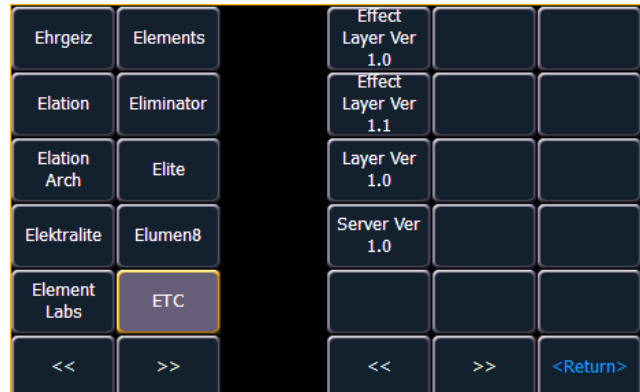 Ehrgeiz
Elements
Effect
Layer Ver
1.0
Elation
Eliminator
Effect
Layer Ver
1.1
Elation
Arch
Elite
Layer Ver
1.0
Elektralite
Elumen8
Server Ver
1.0
Element
Labs
ETC
<<
>>
<<
>>
<Return>